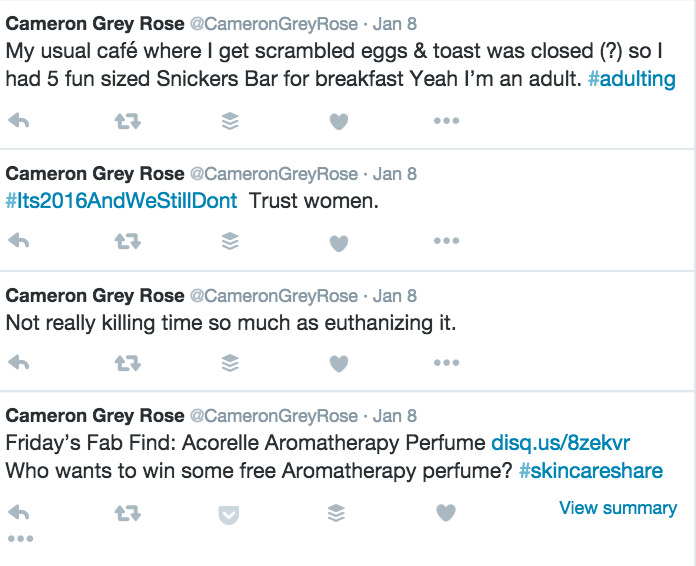 Cameron Grey Rose @CameronGreyRose · Jan 8
My usual café where I get scrambled eggs & toast was closed (?) so I
had 5 fun sized Snickers Bar for breakfast Yeah I'm an adult. #adulting
Cameron Grey Rose @CameronGreyRose · Jan 8
#Its2016AndWeStillDont Trust women.
Cameron Grey Rose @CameronGreyRose · Jan 8
Not really killing time so much as euthanizing it.
Cameron Grey Rose @CameronGreyRose · Jan 8
Friday's Fab Find: Acorelle Aromatherapy Perfume disq.us/8zekvr
Who wants to win some free Aromatherapy perfume? #skincareshare
View summary